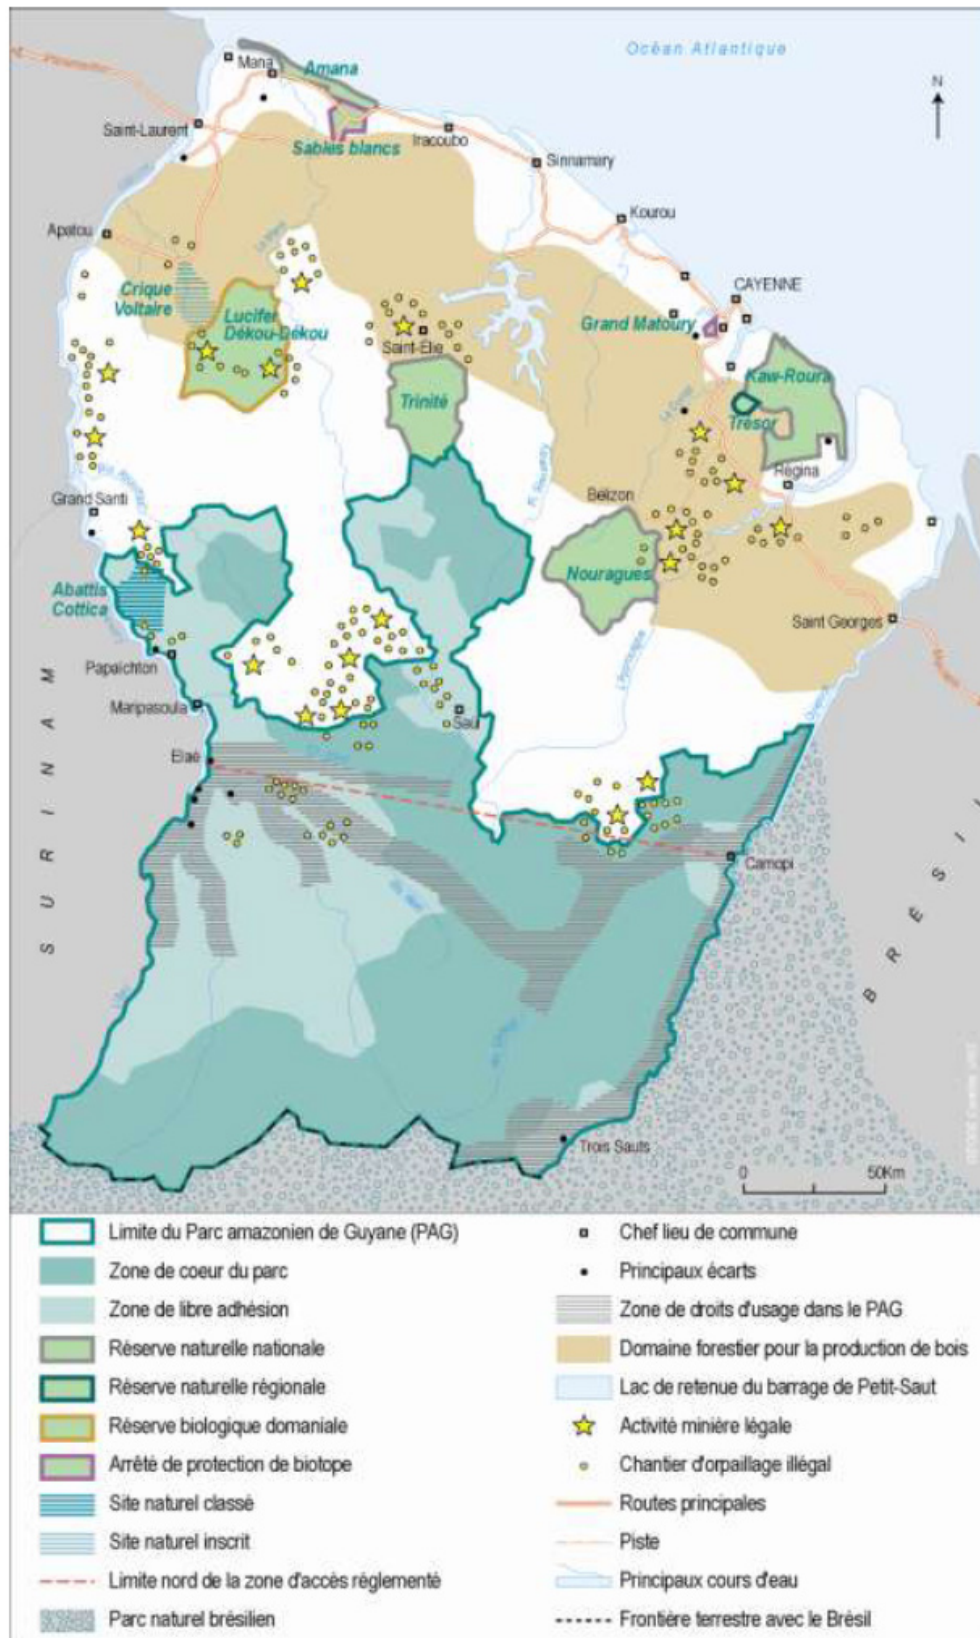 Océan Atlantique
N
Mana
Amana
Saint-Laurent
Sables blancs
Iracoubo
Sinnamary
Kourou
Apatou
CAYENNE
Crique
Voltaire
Lucifer
Dékou-Dékou
Grand Matoury
Saint-Élie
Kaw-Roura
Trinité
Trésor
Régina
Grand Santi
Bélizon
Abattis
Cottica
Nouragues
Saint Georges
Papaïchton
Maripasoula
Saül
Elaé
SURINAM
Camopi
BRÉSIL
Trois Sauts
0 50Km
Limite du Parc amazonien de Guyane (PAG)
Zone de coeur du parc
Zone de libre adhésion
Réserve naturelle nationale
Réserve naturelle régionale
Réserve biologique domaniale
Arrêté de protection de biotope
Site naturel classé
Site naturel inscrit
Limite nord de la zone d'accès réglementé
Parc naturel brésilien
Chef lieu de commune
Principaux écarts
Zone de droits d'usage dans le PAG
Domaine forestier pour la production de bois
Lac de retenue du barrage de Petit-Saut
Activité minière légale
Chantier d'orpaillage illégal
Routes principales
Piste
Principaux cours d'eau
Frontière terrestre avec le Brésil